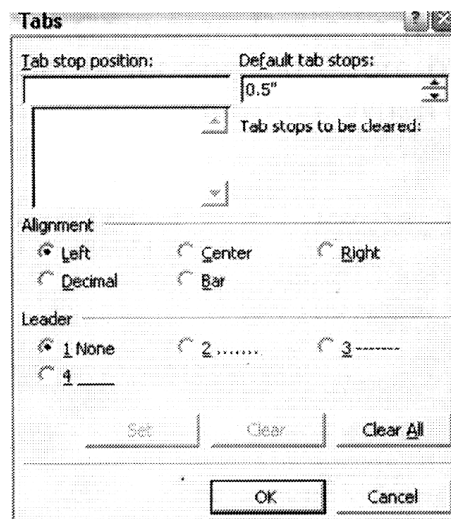 Tabs ? X
Tab stop position: Default tab stops:
0.5"
Tab stops to be cleared:
Alignment
Left Center Right
Decimal Bar
Leader
1 None 2 ....... 3 -------
4 ____
Set Clear Clear All
OK Cancel